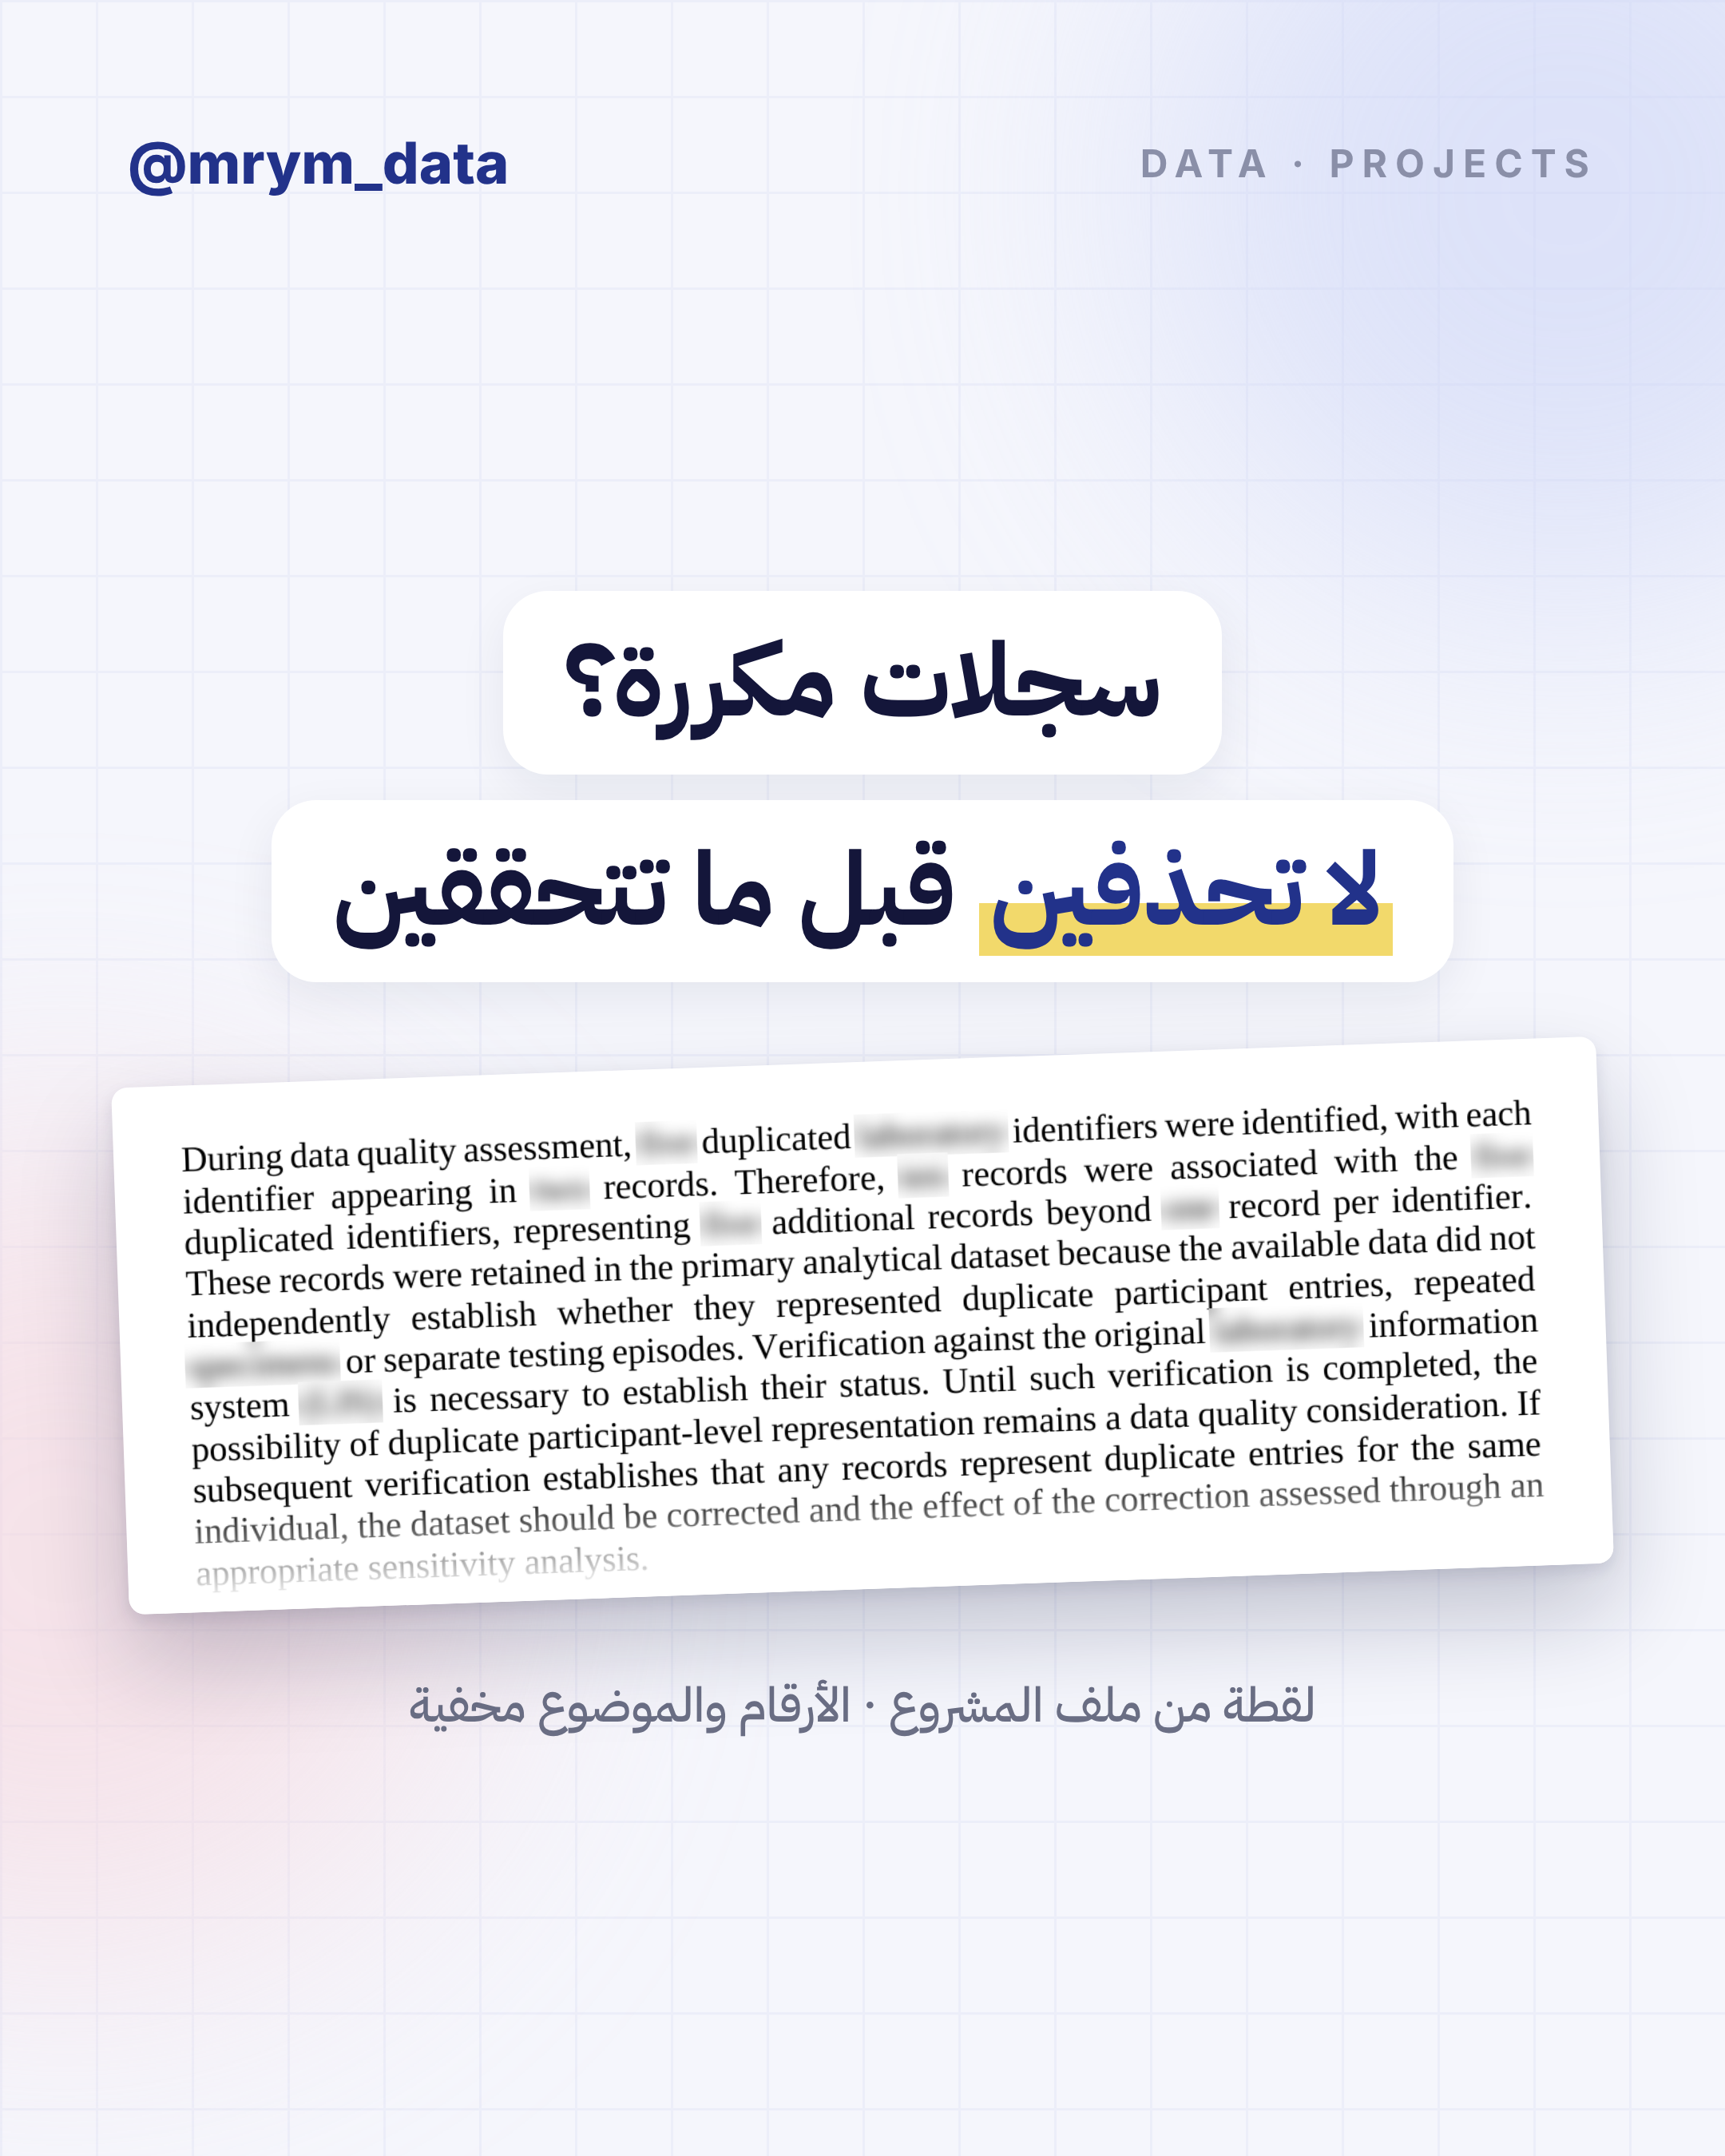 @mrym_data
DATA · PROJECTS
سجلات مكررة؟
لا تحذفين قبل ما تتحققين
During data quality assessment, duplicated identifiers were identified, with each
identifier appearing in records. Therefore, records were associated with the
duplicated identifiers, representing additional records beyond record per identifier.
These records were retained in the primary analytical dataset because the available data did not
independently establish whether they represented duplicate participant entries, repeated
or separate testing episodes. Verification against the original information
system is necessary to establish their status. Until such verification is completed, the
possibility of duplicate participant-level representation remains a data quality consideration. If
subsequent verification establishes that any records represent duplicate entries for the same
individual, the dataset should be corrected and the effect of the correction assessed through an
appropriate sensitivity analysis.
لقطة من ملف المشروع · الأرقام والموضوع مخفية